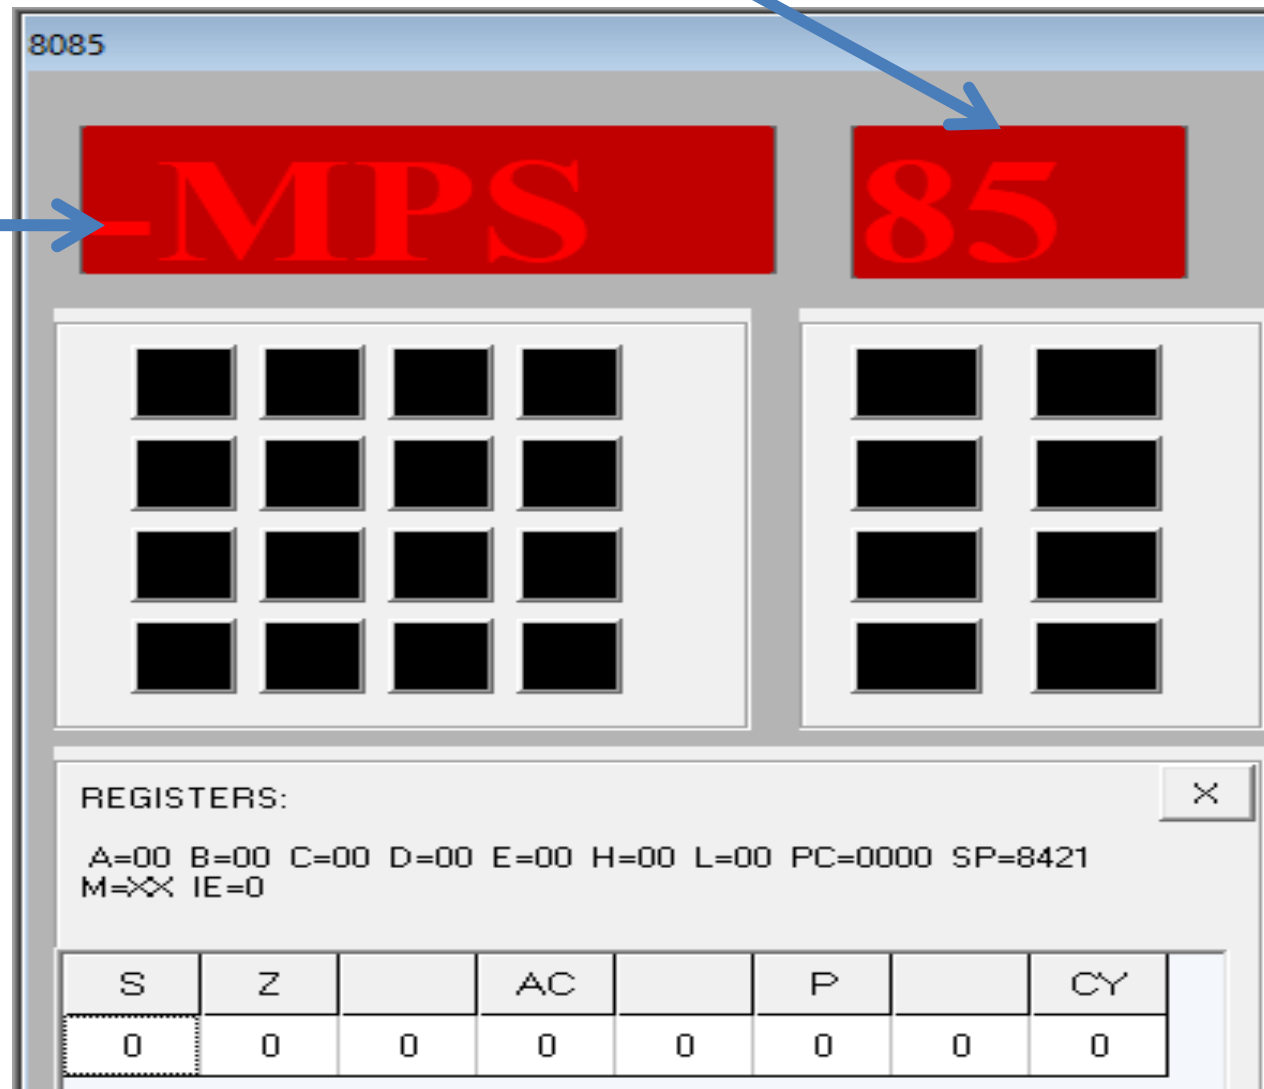 8085
-MPS 85
REGISTERS:
X
A=00 B=00 C=00 D=00 E=00 H=00 L=00 PC=0000 SP=8421
M=XX IE=0
S Z AC P CY
0 0 0 0 0 0 0 0